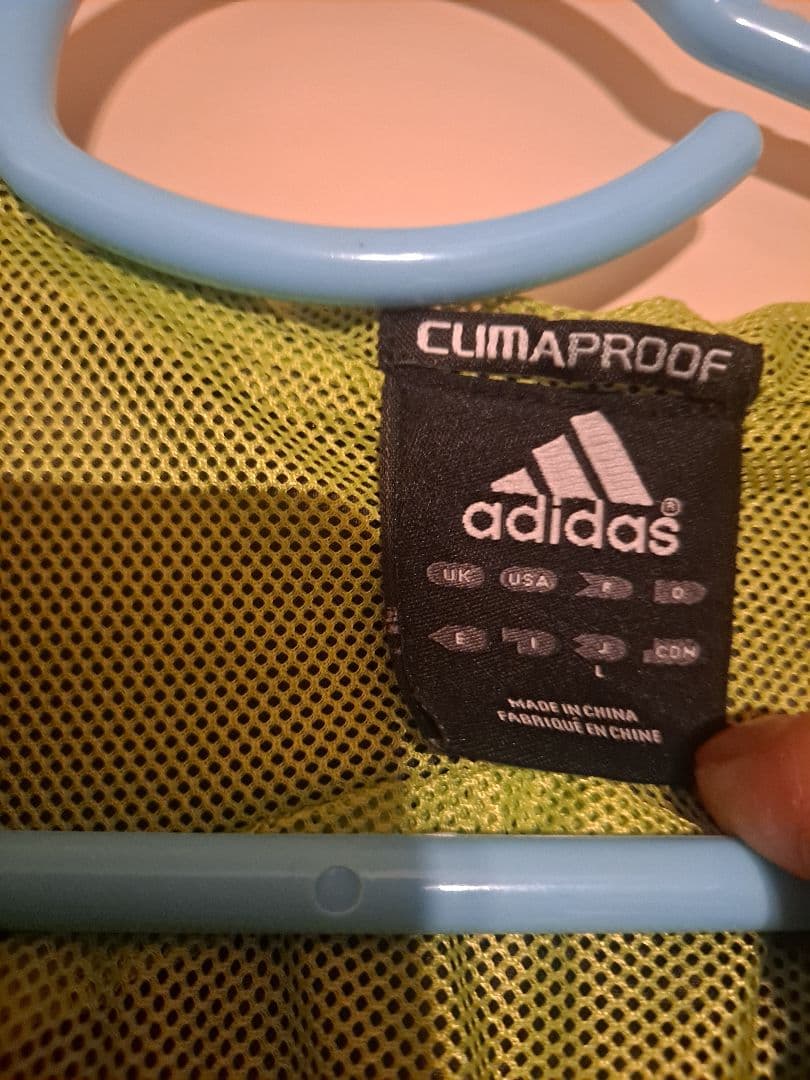 CLIMAPROOF
adidas®
UK USA F D
E I J CDN
L
MADE IN CHINA
FABRIQUÉ EN CHINE